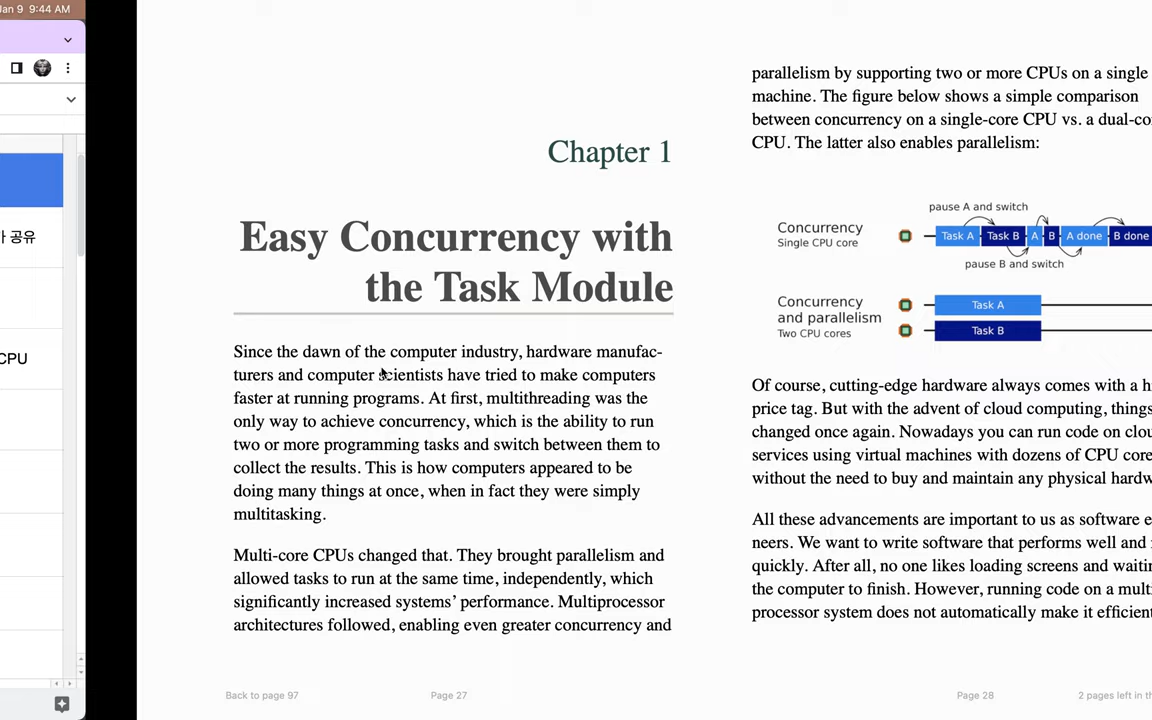 Jan 9 9:44 AM
공유
CPU
Chapter 1
Easy Concurrency with
the Task Module
Since the dawn of the computer industry, hardware manufac-
turers and computer scientists have tried to make computers
faster at running programs. At first, multithreading was the
only way to achieve concurrency, which is the ability to run
two or more programming tasks and switch between them to
collect the results. This is how computers appeared to be
doing many things at once, when in fact they were simply
multitasking.
Multi-core CPUs changed that. They brought parallelism and
allowed tasks to run at the same time, independently, which
significantly increased systems’ performance. Multiprocessor
architectures followed, enabling even greater concurrency and
Back to page 97
Page 27
parallelism by supporting two or more CPUs on a single
machine. The figure below shows a simple comparison
between concurrency on a single-core CPU vs. a dual-co
CPU. The latter also enables parallelism:
pause A and switch
Concurrency
Single CPU core
Task A Task B A B A done B done
pause B and switch
Concurrency
and parallelism
Two CPU cores
Task A
Task B
Of course, cutting-edge hardware always comes with a h
price tag. But with the advent of cloud computing, things
changed once again. Nowadays you can run code on clou
services using virtual machines with dozens of CPU core
without the need to buy and maintain any physical hardw
All these advancements are important to us as software e
neers. We want to write software that performs well and
quickly. After all, no one likes loading screens and waitin
the computer to finish. However, running code on a multi
processor system does not automatically make it efficient
Page 28
2 pages left in th